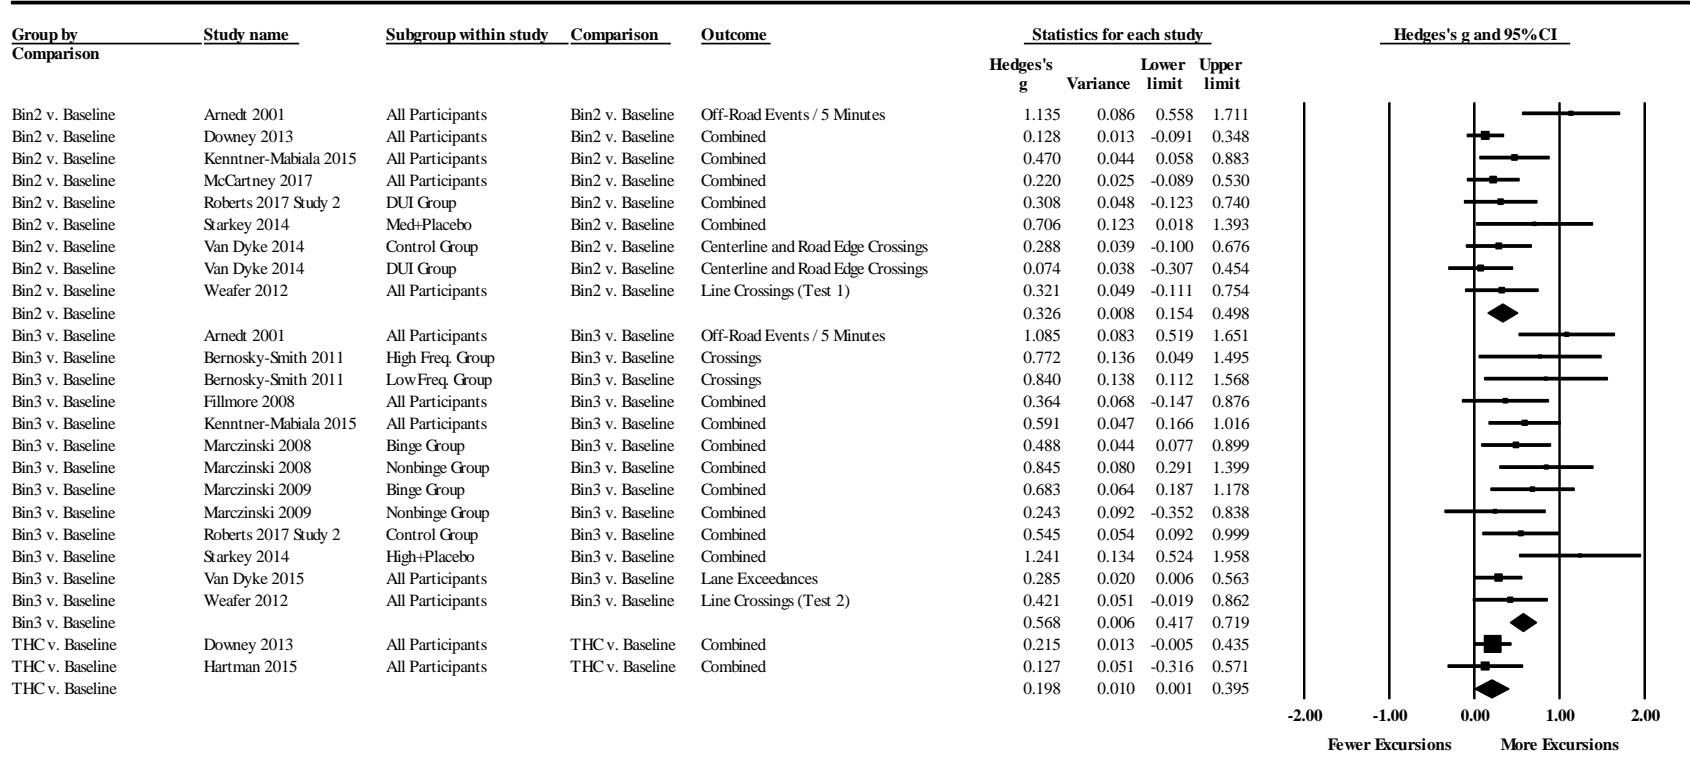 Group by Study name Subgroup within study Comparison Outcome Statistics for each study Hedges's g and 95% CI
Comparison
Hedges's Lower Upper
g Variance limit limit
Bin2 v. Baseline Arnedt 2001 All Participants Bin2 v. Baseline Off-Road Events / 5 Minutes 1.135 0.086 0.558 1.711
Bin2 v. Baseline Downey 2013 All Participants Bin2 v. Baseline Combined 0.128 0.013 -0.091 0.348
Bin2 v. Baseline Kenntner-Mabiala 2015 All Participants Bin2 v. Baseline Combined 0.470 0.044 0.058 0.883
Bin2 v. Baseline McCartney 2017 All Participants Bin2 v. Baseline Combined 0.220 0.025 -0.089 0.530
Bin2 v. Baseline Roberts 2017 Study 2 DUI Group Bin2 v. Baseline Combined 0.308 0.048 -0.123 0.740
Bin2 v. Baseline Starkey 2014 Med+Placebo Bin2 v. Baseline Combined 0.706 0.123 0.018 1.393
Bin2 v. Baseline Van Dyke 2014 Control Group Bin2 v. Baseline Centerline and Road Edge Crossings 0.288 0.039 -0.100 0.676
Bin2 v. Baseline Van Dyke 2014 DUI Group Bin2 v. Baseline Centerline and Road Edge Crossings 0.074 0.038 -0.307 0.454
Bin2 v. Baseline Weafer 2012 All Participants Bin2 v. Baseline Line Crossings (Test 1) 0.321 0.049 -0.111 0.754
Bin2 v. Baseline 0.326 0.008 0.154 0.498
Bin3 v. Baseline Arnedt 2001 All Participants Bin3 v. Baseline Off-Road Events / 5 Minutes 1.085 0.083 0.519 1.651
Bin3 v. Baseline Bernosky-Smith 2011 High Freq. Group Bin3 v. Baseline Crossings 0.772 0.136 0.049 1.495
Bin3 v. Baseline Bernosky-Smith 2011 Low Freq. Group Bin3 v. Baseline Crossings 0.840 0.138 0.112 1.568
Bin3 v. Baseline Fillmore 2008 All Participants Bin3 v. Baseline Combined 0.364 0.068 -0.147 0.876
Bin3 v. Baseline Kenntner-Mabiala 2015 All Participants Bin3 v. Baseline Combined 0.591 0.047 0.166 1.016
Bin3 v. Baseline Marczinski 2008 Binge Group Bin3 v. Baseline Combined 0.488 0.044 0.077 0.899
Bin3 v. Baseline Marczinski 2008 Nonbinge Group Bin3 v. Baseline Combined 0.845 0.080 0.291 1.399
Bin3 v. Baseline Marczinski 2009 Binge Group Bin3 v. Baseline Combined 0.683 0.064 0.187 1.178
Bin3 v. Baseline Marczinski 2009 Nonbinge Group Bin3 v. Baseline Combined 0.243 0.092 -0.352 0.838
Bin3 v. Baseline Roberts 2017 Study 2 Control Group Bin3 v. Baseline Combined 0.545 0.054 0.092 0.999
Bin3 v. Baseline Starkey 2014 High+Placebo Bin3 v. Baseline Combined 1.241 0.134 0.524 1.958
Bin3 v. Baseline Van Dyke 2015 All Participants Bin3 v. Baseline Lane Exceedances 0.285 0.020 0.006 0.563
Bin3 v. Baseline Weafer 2012 All Participants Bin3 v. Baseline Line Crossings (Test 2) 0.421 0.051 -0.019 0.862
Bin3 v. Baseline 0.568 0.006 0.417 0.719
THC v. Baseline Downey 2013 All Participants THC v. Baseline Combined 0.215 0.013 -0.005 0.435
THC v. Baseline Hartman 2015 All Participants THC v. Baseline Combined 0.127 0.051 -0.316 0.571
THC v. Baseline 0.198 0.010 0.001 0.395
-2.00 -1.00 0.00 1.00 2.00
Fewer Excursions More Excursions